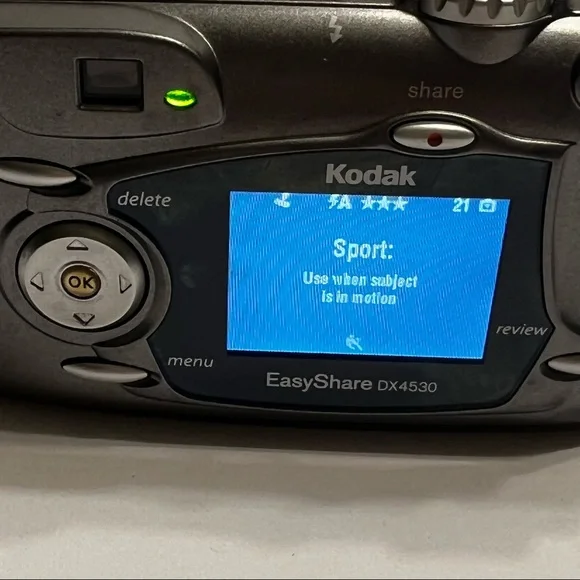 share
Kodak
delete
⚡A ★★★ 21
Sport:
Use when subject
is in motion
OK
review
menu
EasyShare DX4530